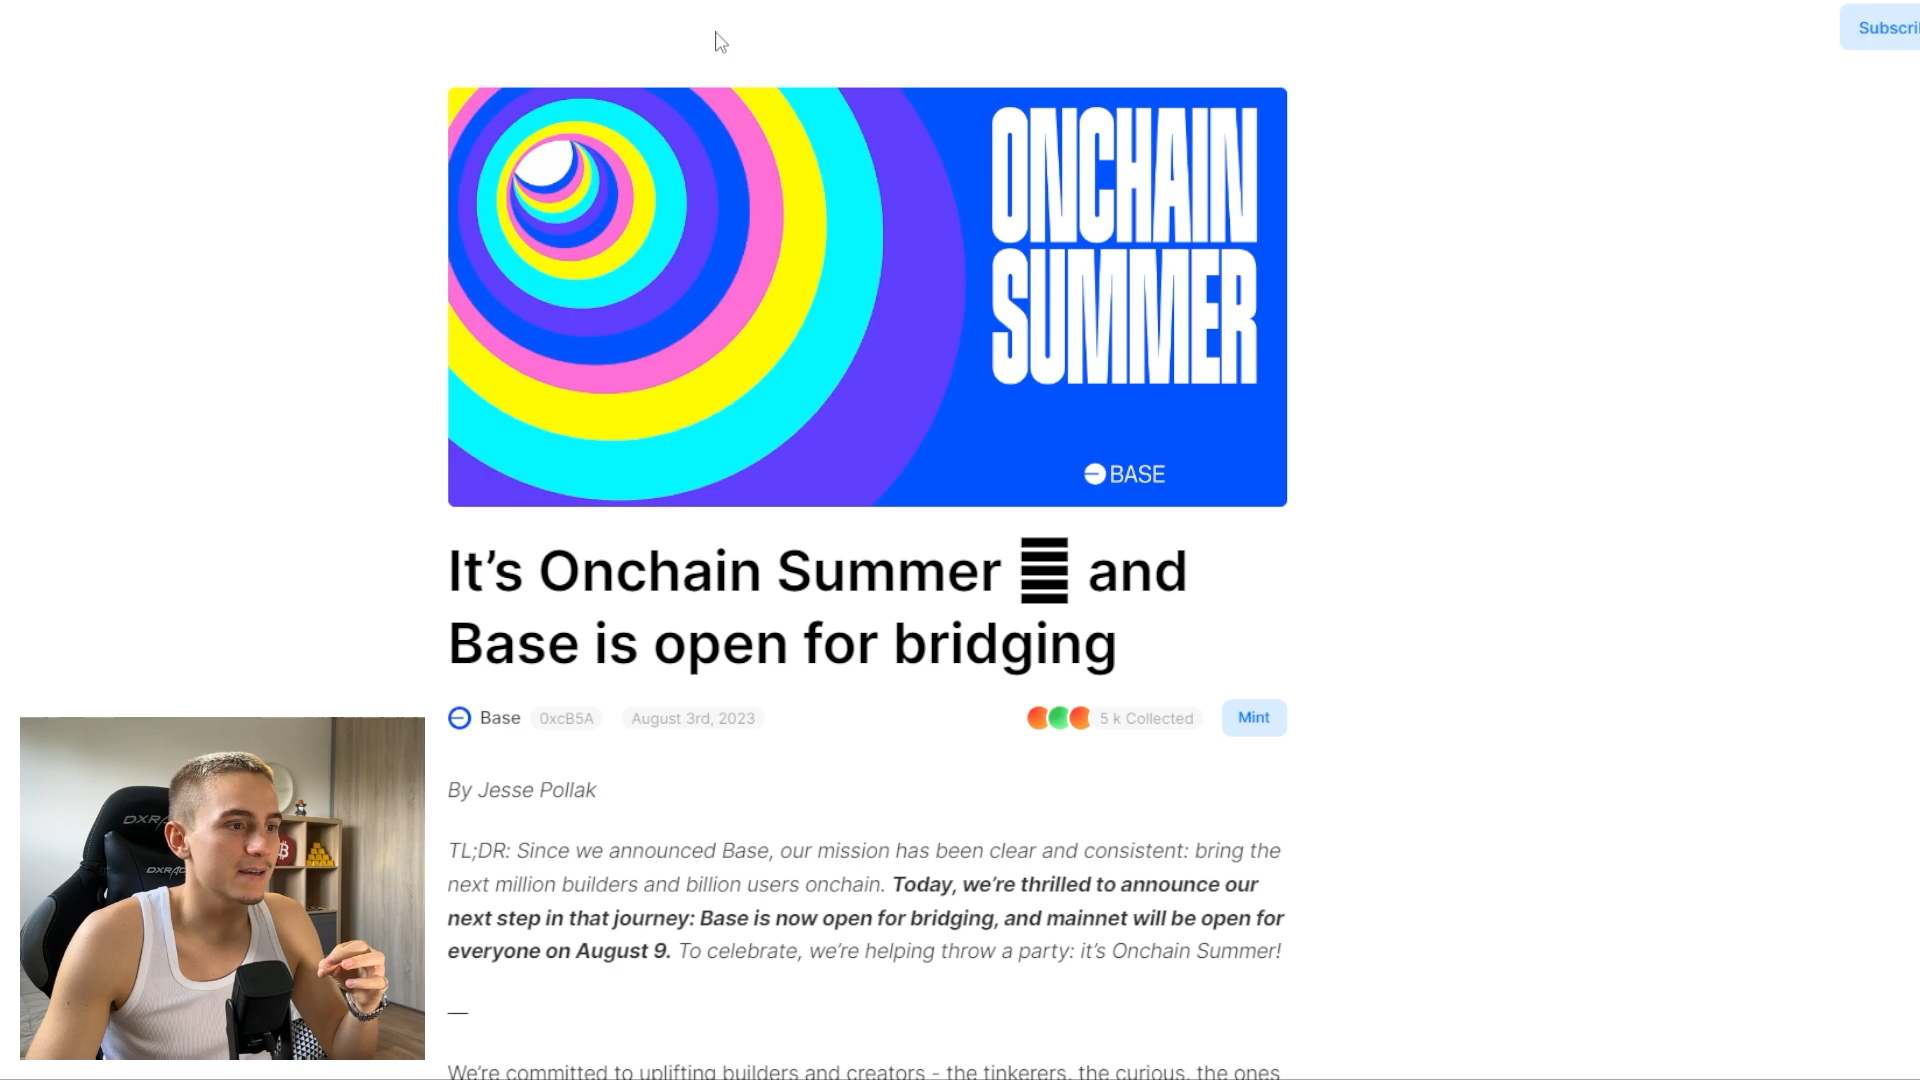 Subscri
ONCHAIN
SUMMER
BASE
It’s Onchain Summer and
Base is open for bridging
Base 0xcB5A August 3rd, 2023 5 k Collected Mint
By Jesse Pollak
TL;DR: Since we announced Base, our mission has been clear and consistent: bring the
next million builders and billion users onchain. Today, we’re thrilled to announce our
next step in that journey: Base is now open for bridging, and mainnet will be open for
everyone on August 9. To celebrate, we’re helping throw a party: it’s Onchain Summer!
—
We’re committed to uplifting builders and creators - the tinkerers, the curious, the ones
DXRA
DXRAC